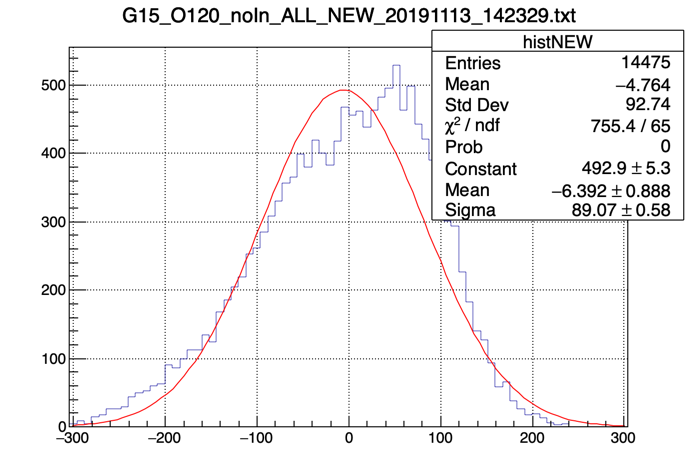 G15_O120_noIn_ALL_NEW_20191113_142329.txt
histNEW
Entries 14475
Mean −4.764
Std Dev 92.74
χ² / ndf 755.4 / 65
Prob 0
Constant 492.9 ± 5.3
Mean −6.392 ± 0.888
Sigma 89.07 ± 0.58
500
400
300
200
100
0
−300 −200 −100 0 100 200 300